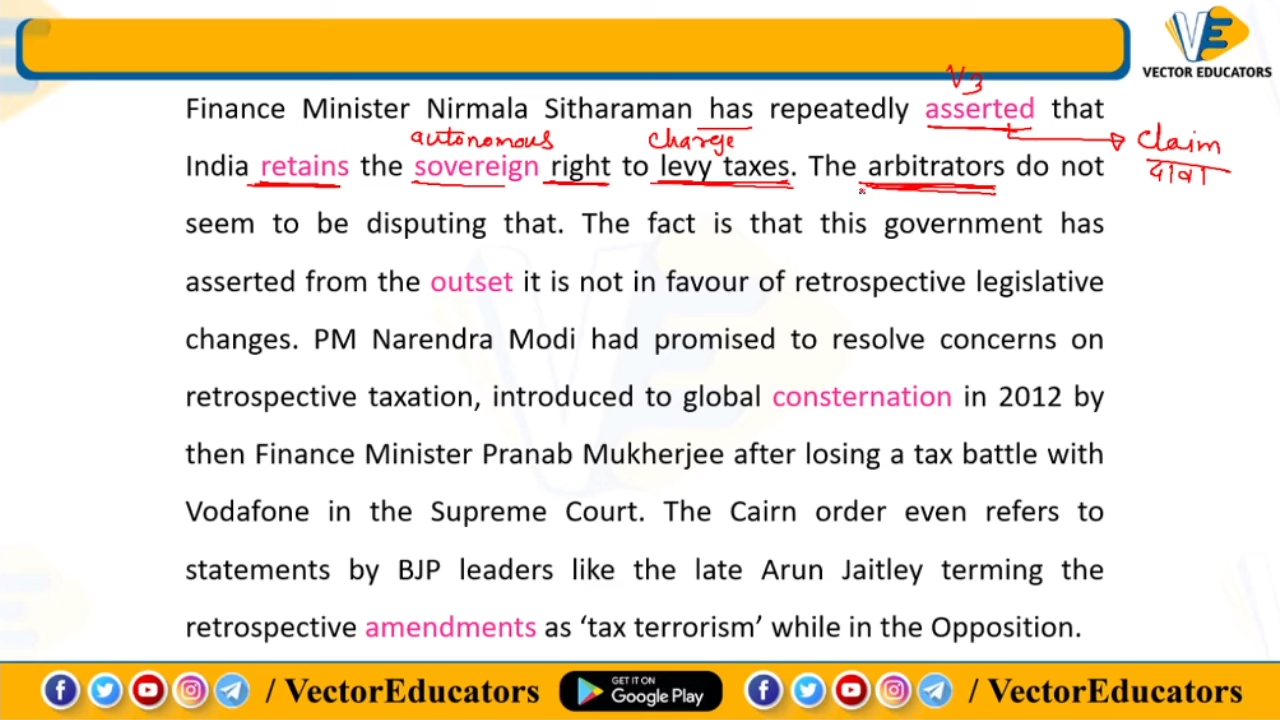 VE
VECTOR EDUCATORS
V3
Finance Minister Nirmala Sitharaman has repeatedly asserted that
autonomous charge claim
India retains the sovereign right to levy taxes. The arbitrators do not
दावा
seem to be disputing that. The fact is that this government has
asserted from the outset it is not in favour of retrospective legislative
changes. PM Narendra Modi had promised to resolve concerns on
retrospective taxation, introduced to global consternation in 2012 by
then Finance Minister Pranab Mukherjee after losing a tax battle with
Vodafone in the Supreme Court. The Cairn order even refers to
statements by BJP leaders like the late Arun Jaitley terming the
retrospective amendments as ‘tax terrorism’ while in the Opposition.
/ VectorEducators GET IT ON Google Play / VectorEducators